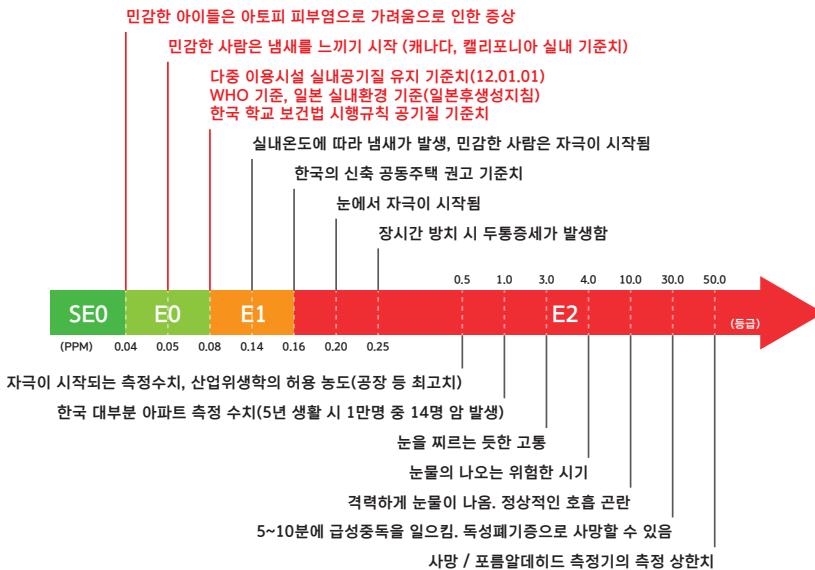 민감한 아이들은 아토피 피부염으로 가려움으로 인한 증상
민감한 사람은 냄새를 느끼기 시작 (캐나다, 캘리포니아 실내 기준치)
다중 이용시설 실내공기질 유지 기준치(12.01.01)
WHO 기준, 일본 실내환경 기준(일본후생성지침)
한국 학교 보건법 시행규칙 공기질 기준치
실내온도에 따라 냄새가 발생, 민감한 사람은 자극이 시작됨
한국의 신축 공동주택 권고 기준치
눈에서 자극이 시작됨
장시간 방치 시 두통증세가 발생함
0.5 1.0 3.0 4.0 10.0 30.0 50.0
SE0 E0 E1 E2 (등급)
(PPM) 0.04 0.05 0.08 0.14 0.16 0.20 0.25
자극이 시작되는 측정수치, 산업위생학의 허용 농도(공장 등 최고치)
한국 대부분 아파트 측정 수치(5년 생활 시 1만명 중 14명 암 발생)
눈을 찌르는 듯한 고통
눈물의 나오는 위험한 시기
격력하게 눈물이 나옴. 정상적인 호흡 곤란
5~10분에 급성중독을 일으킴. 독성폐기증으로 사망할 수 있음
사망 / 포름알데히드 측정기의 측정 상한치